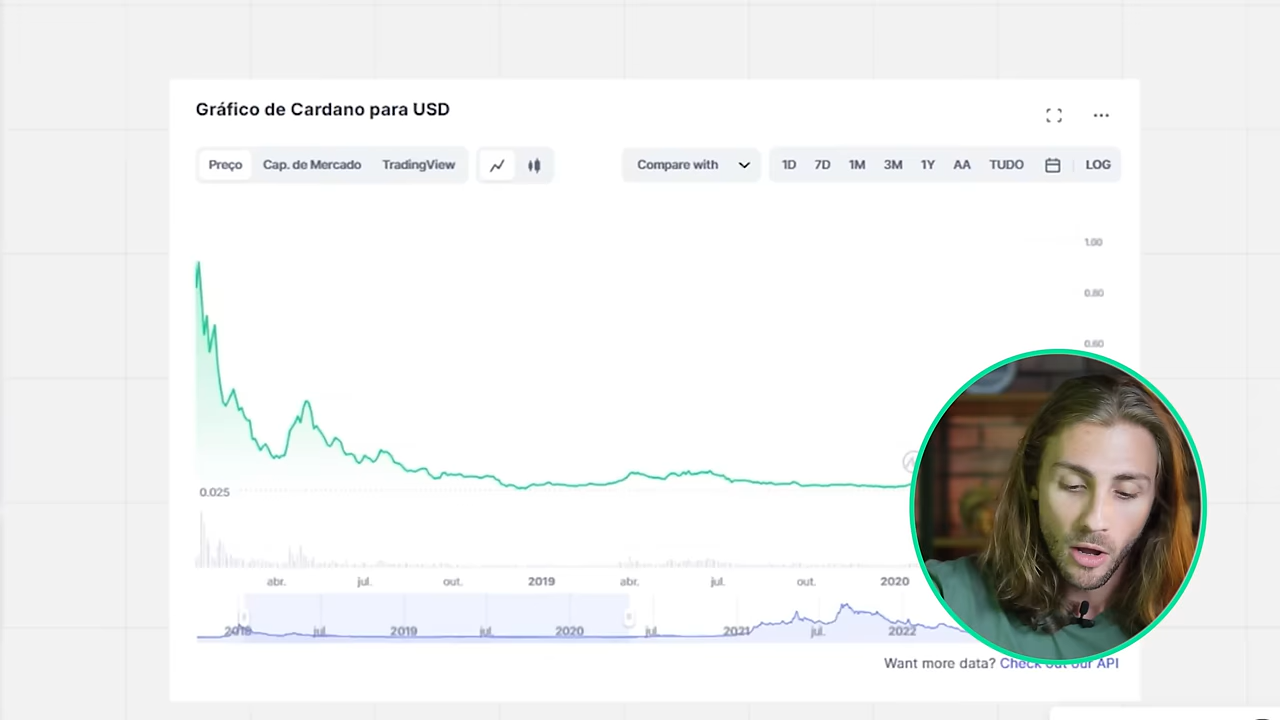 Gráfico de Cardano para USD
Preço Cap. de Mercado TradingView Compare with 1D 7D 1M 3M 1Y AA TUDO LOG
1.00
0.80
0.60
0.025
abr. jul. out. 2019 abr. jul. out. 2020
2018 jul. 2019 jul. 2020 jul. 2021 jul. 2022
Want more data? Check out our API